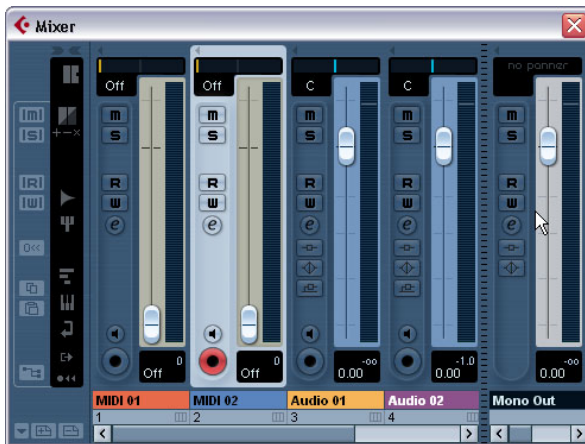 Mixer
Off Off C C no panner
m m m m m
S S S S S
R R R R R
W W W W W
e e e e e
0 0 -oo -1.0 -oo
Off Off 0.00 0.00 0.00
MIDI 01 MIDI 02 Audio 01 Audio 02 Mono Out
1 2 3 4
[m]
[S]
[R]
[W]
0<<